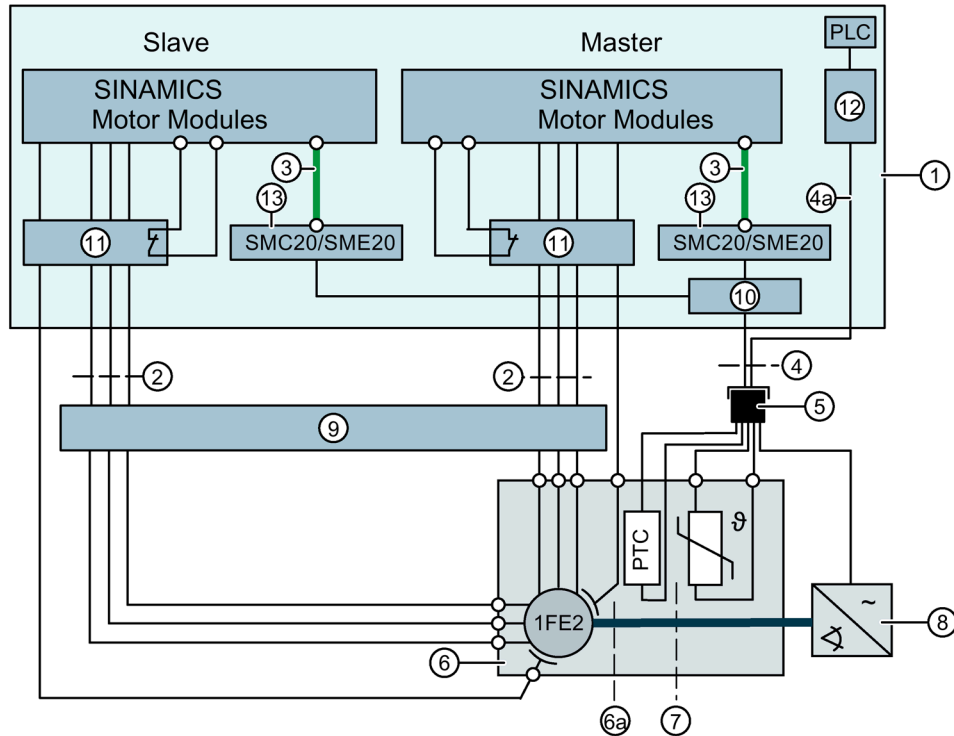 Slave
Master
PLC
SINAMICS
Motor Modules
SINAMICS
Motor Modules
12
3
3
1
13
13
4a
11
SMC20/SME20
11
SMC20/SME20
10
2
2
4
5
9
PTC
ϑ
1FE2
~
8
6
6a
7